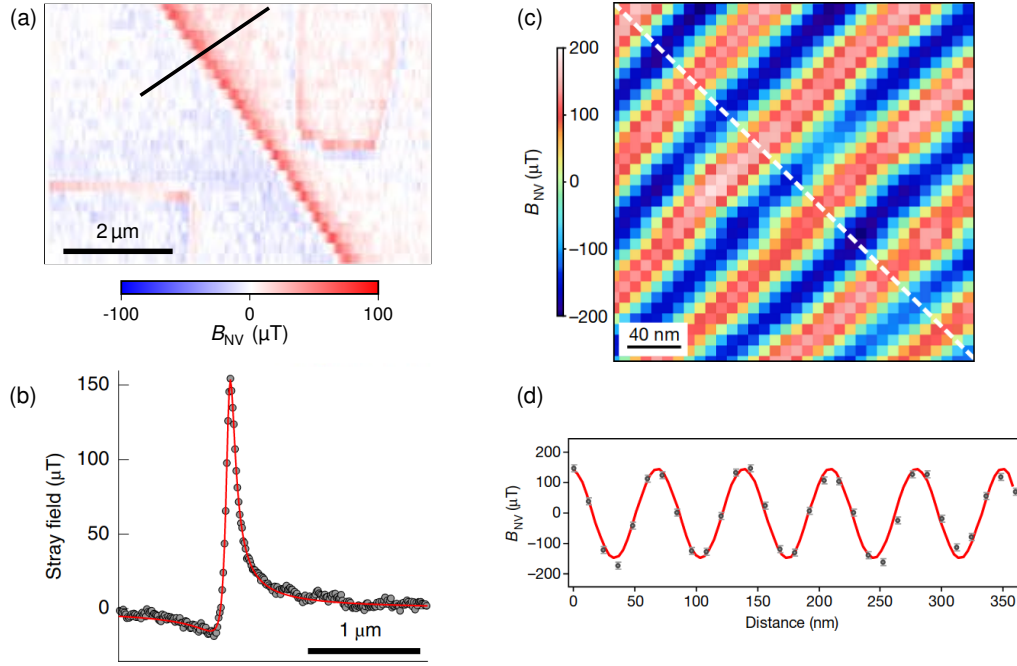 (a)
2 μm
-100 0 100
B_NV (μT)
(b)
150
100
50
0
Stray field (μT)
1 μm
(c)
200
100
0
−100
−200
B_NV (μT)
40 nm
(d)
200
100
0
−100
−200
B_NV (μT)
0 50 100 150 200 250 300 350
Distance (nm)